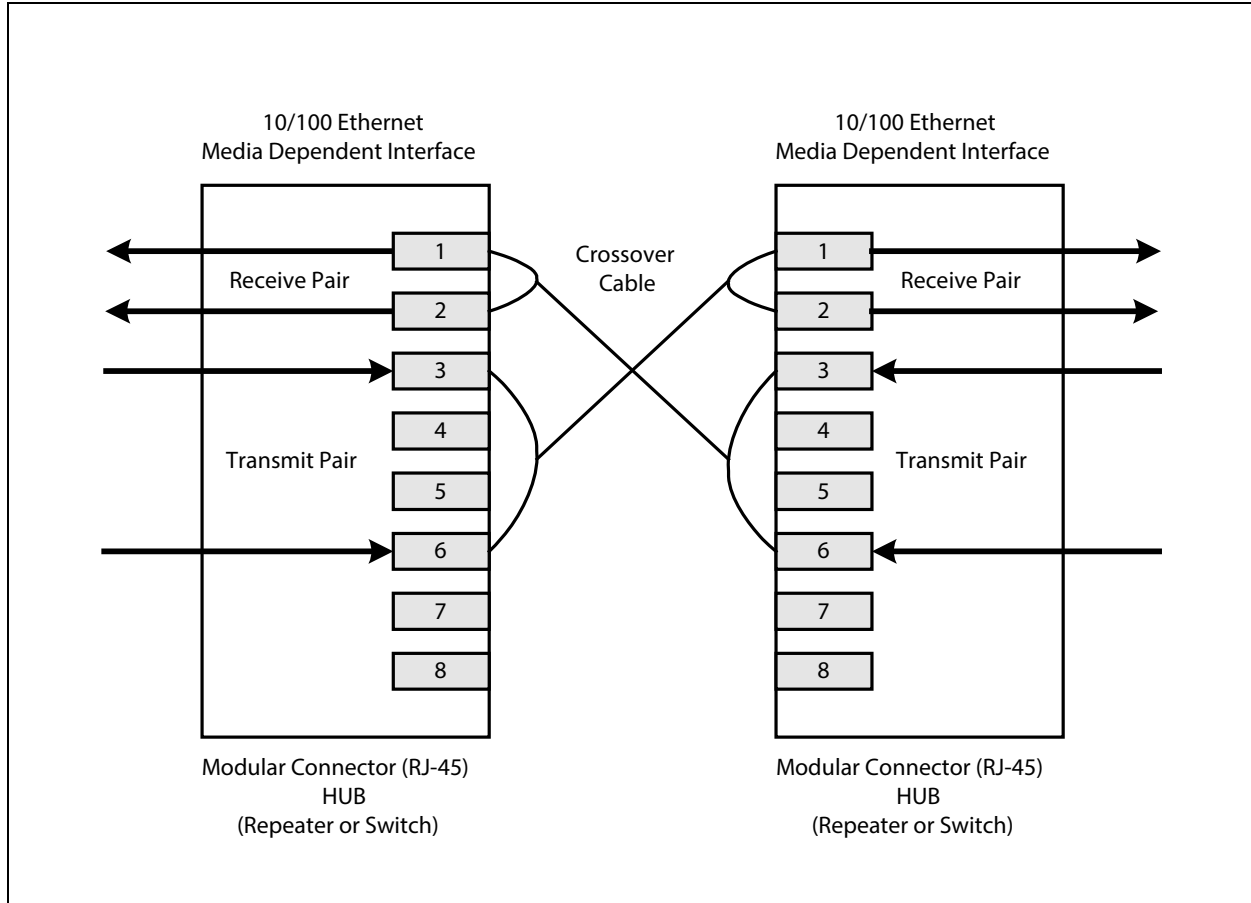 10/100 Ethernet
Media Dependent Interface
10/100 Ethernet
Media Dependent Interface
1
Receive Pair
2
3
4
Transmit Pair
5
6
7
8
Crossover
Cable
1
Receive Pair
2
3
4
Transmit Pair
5
6
7
8
Modular Connector (RJ-45)
HUB
(Repeater or Switch)
Modular Connector (RJ-45)
HUB
(Repeater or Switch)